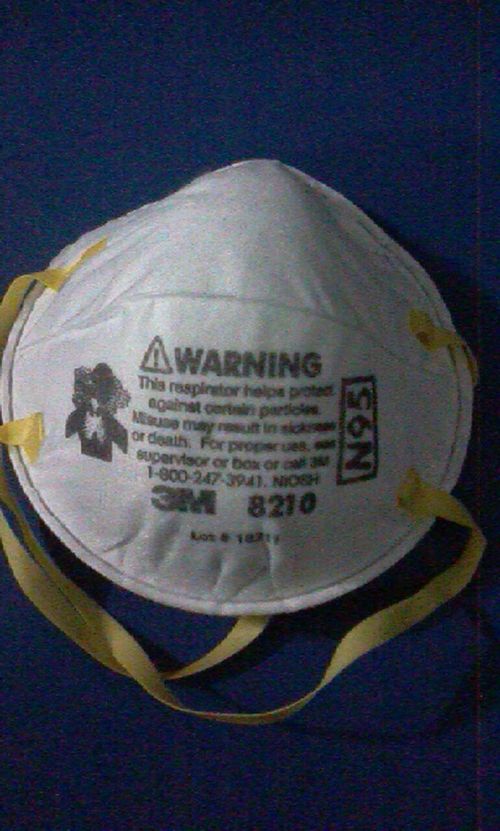 WARNING
This respirator helps protect
against certain particles.
Misuse may result in sickness
or death. For proper use, see
supervisor or box or call 3M
1-800-247-3941. NIOSH
3M 8210
N95
Lot #